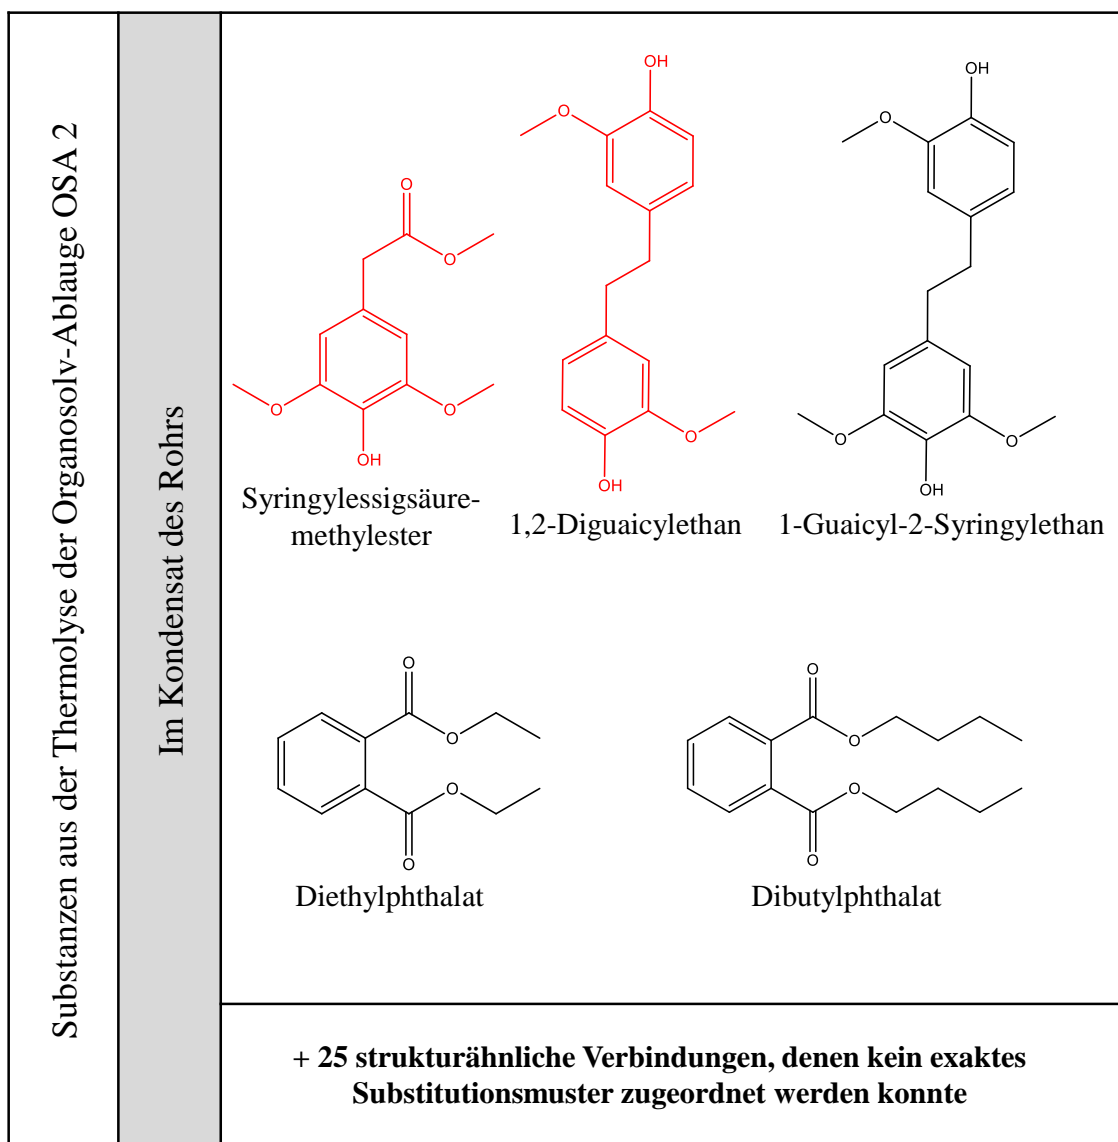 Substanzen aus der Thermolyse der Organosolv-Ablauge OSA 2
Im Kondensat des Rohrs
O
O
OH
O
O
Syringylessigsäure-
methylester
OH
O
O
OH
1,2-Diguaicylethan
OH
O
O
O
OH
1-Guaicyl-2-Syringylethan
O
O
O
O
Diethylphthalat
O
O
O
O
Dibutylphthalat
+ 25 strukturähnliche Verbindungen, denen kein exaktes
Substitutionsmuster zugeordnet werden konnte